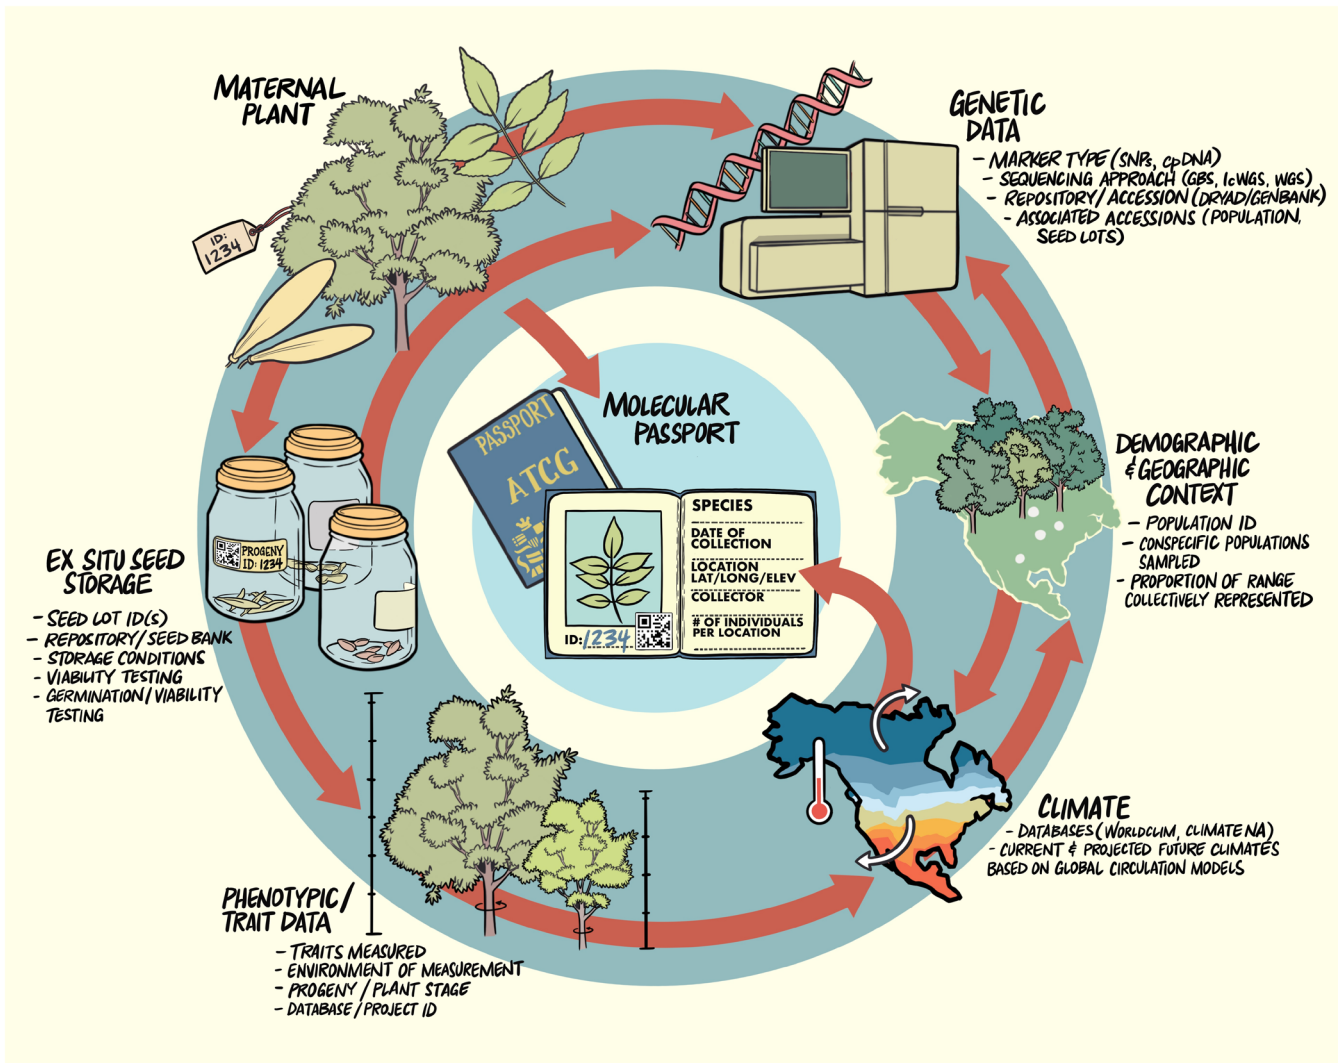 MATERNAL
PLANT
ID:
1234
GENETIC
DATA
- MARKER TYPE (SNPs, cpDNA)
- SEQUENCING APPROACH (GBS, lcWGS, WGS)
- REPOSITORY/ACCESSION (DRYAD/GENBANK)
- ASSOCIATED ACCESSIONS (POPULATION,
SEED LOTS)
MOLECULAR
PASSPORT
PASSPORT
ATCG
SPECIES
DATE OF
COLLECTION
LOCATION
LAT/LONG/ELEV
COLLECTOR
# OF INDIVIDUALS
PER LOCATION
ID: 1234
DEMOGRAPHIC
& GEOGRAPHIC
CONTEXT
- POPULATION ID
- CONSPECIFIC POPULATIONS
SAMPLED
- PROPORTION OF RANGE
COLLECTIVELY REPRESENTED
PROGENY
ID: 1234
EX SITU SEED
STORAGE
- SEED LOT ID(s)
- REPOSITORY/SEED BANK
- STORAGE CONDITIONS
- VIABILITY TESTING
- GERMINATION/VIABILITY
TESTING
CLIMATE
- DATABASES (WORLDCLIM, CLIMATENA)
- CURRENT & PROJECTED FUTURE CLIMATES
BASED ON GLOBAL CIRCULATION MODELS
PHENOTYPIC/
TRAIT DATA
- TRAITS MEASURED
- ENVIRONMENT OF MEASUREMENT
- PROGENY / PLANT STAGE
- DATABASE/PROJECT ID